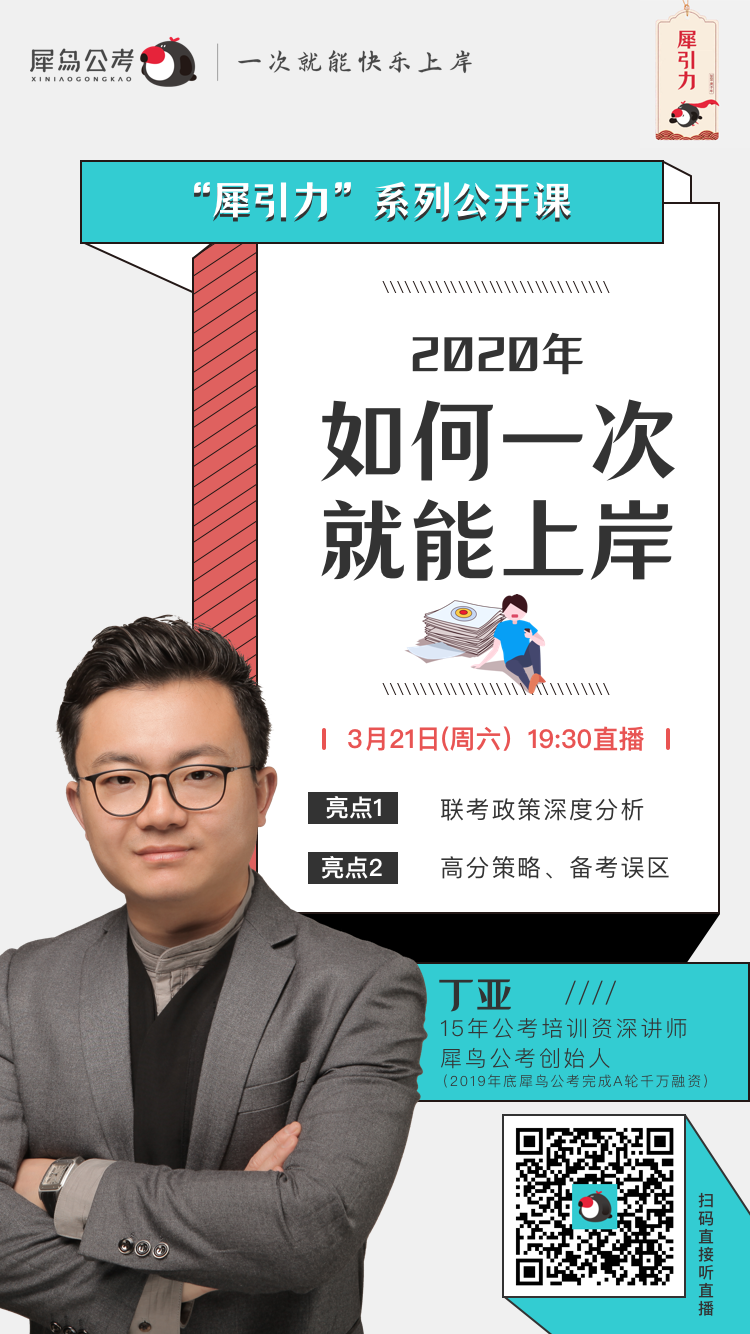 犀鸟公考
XINIAOGONGKAO
一次就能快乐上岸
犀引力
“犀引力”系列公开课
2020年
如何一次
就能上岸
3月21日(周六）19:30直播
亮点1 联考政策深度分析
亮点2 高分策略、备考误区
丁亚 ////
15年公考培训资深讲师
犀鸟公考创始人
（2019年底犀鸟公考完成A轮千万融资）
扫码直接听直播